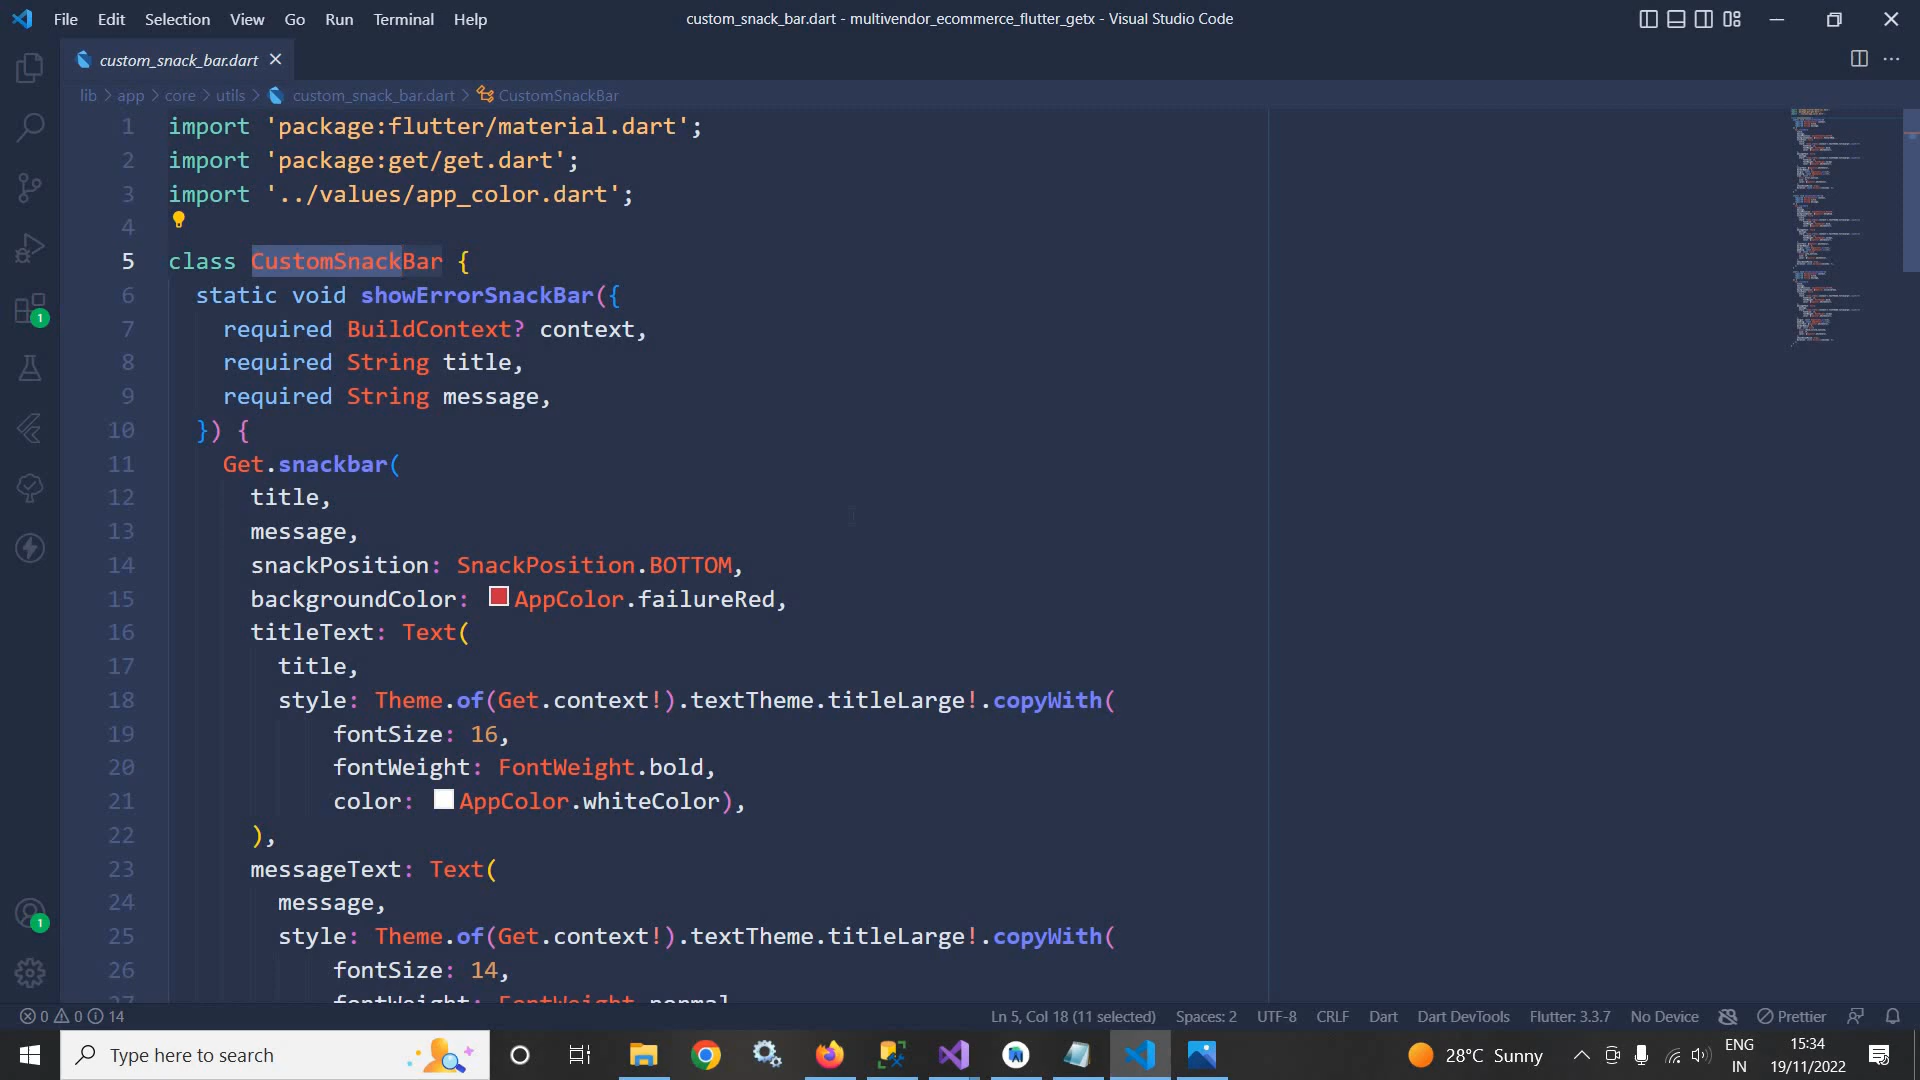 File Edit Selection View Go Run Terminal Help
custom_snack_bar.dart - multivendor_ecommerce_flutter_getx - Visual Studio Code
custom_snack_bar.dart
lib > app > core > utils > custom_snack_bar.dart > CustomSnackBar
1 import 'package:flutter/material.dart';
2 import 'package:get/get.dart';
3 import '../values/app_color.dart';
4
5 class CustomSnackBar {
6 static void showErrorSnackBar({
7 required BuildContext? context,
8 required String title,
9 required String message,
10 }) {
11 Get.snackbar(
12 title,
13 message,
14 snackPosition: SnackPosition.BOTTOM,
15 backgroundColor: AppColor.failureRed,
16 titleText: Text(
17 title,
18 style: Theme.of(Get.context!).textTheme.titleLarge!.copyWith(
19 fontSize: 16,
20 fontWeight: FontWeight.bold,
21 color: AppColor.whiteColor),
22 ),
23 messageText: Text(
24 message,
25 style: Theme.of(Get.context!).textTheme.titleLarge!.copyWith(
26 fontSize: 14,
27 fontWeight: FontWeight.normal
1
1
0 0 14
Ln 5, Col 18 (11 selected) Spaces: 2 UTF-8 CRLF Dart Dart DevTools Flutter: 3.3.7 No Device Prettier
Type here to search
28°C Sunny
ENG
IN
15:34
19/11/2022